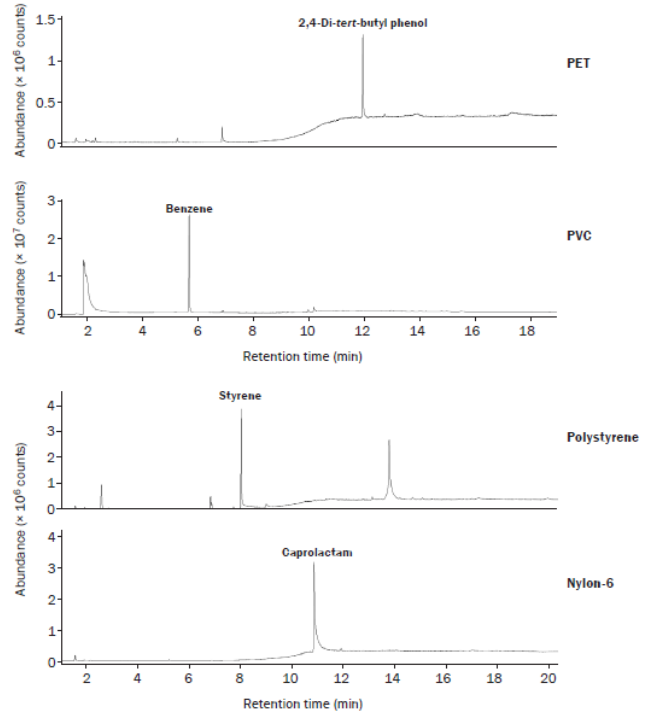 2,4-Di-tert-butyl phenol
PET
Abundance (× 10⁶ counts)
1.5
1
0.5
0
Benzene
PVC
Abundance (× 10⁷ counts)
3
2
1
0
2 4 6 8 10 12 14 16 18
Retention time (min)
Styrene
Polystyrene
Abundance (× 10⁶ counts)
4
3
2
1
0
Caprolactam
Nylon-6
4
3
2
1
0
2 4 6 8 10 12 14 16 18 20
Retention time (min)